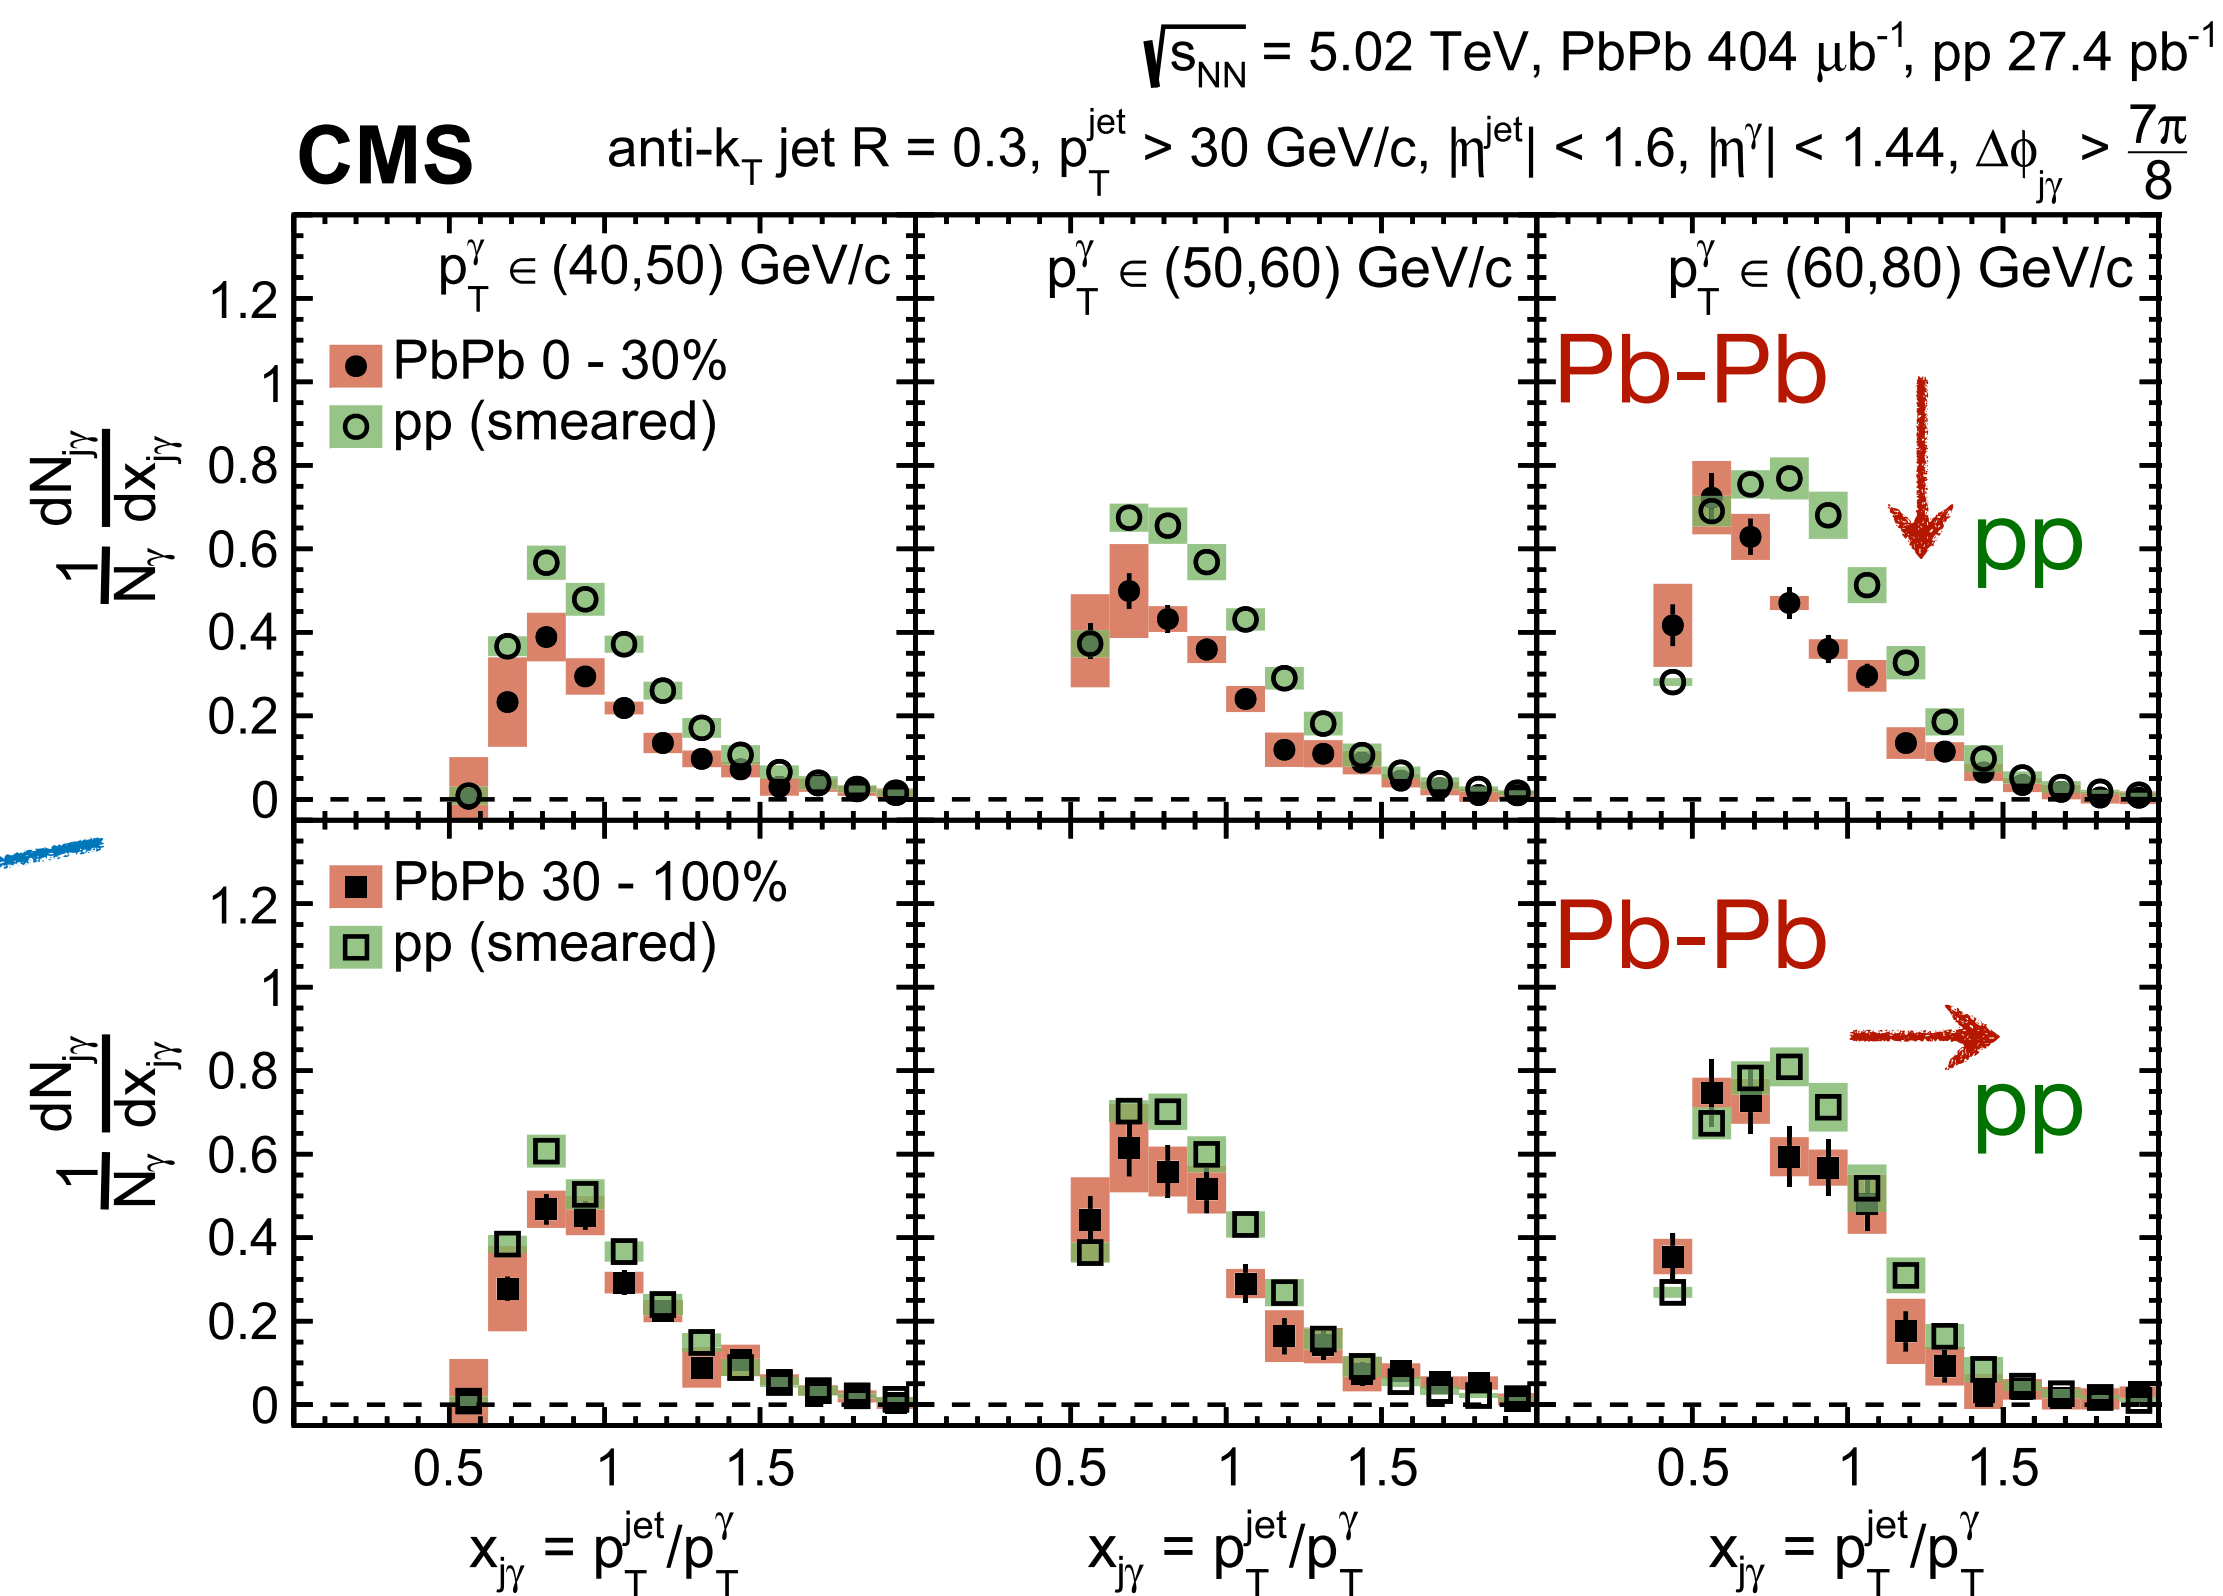 √s_NN = 5.02 TeV, PbPb 404 μb⁻¹, pp 27.4 pb⁻¹
CMS anti-k_T jet R = 0.3, p_T^jet > 30 GeV/c, |η^jet| < 1.6, |η^γ| < 1.44, Δϕ_jγ > 7π/8
p_T^γ ∈ (40,50) GeV/c p_T^γ ∈ (50,60) GeV/c p_T^γ ∈ (60,80) GeV/c
PbPb 0 - 30%
pp (smeared)
Pb-Pb
pp
1/N_γ dN_jγ/dx_jγ
1.2
1
0.8
0.6
0.4
0.2
0
PbPb 30 - 100%
pp (smeared)
Pb-Pb
pp
1/N_γ dN_jγ/dx_jγ
1.2
1
0.8
0.6
0.4
0.2
0
0.5 1 1.5 0.5 1 1.5 0.5 1 1.5
x_jγ = p_T^jet/p_T^γ x_jγ = p_T^jet/p_T^γ x_jγ = p_T^jet/p_T^γ